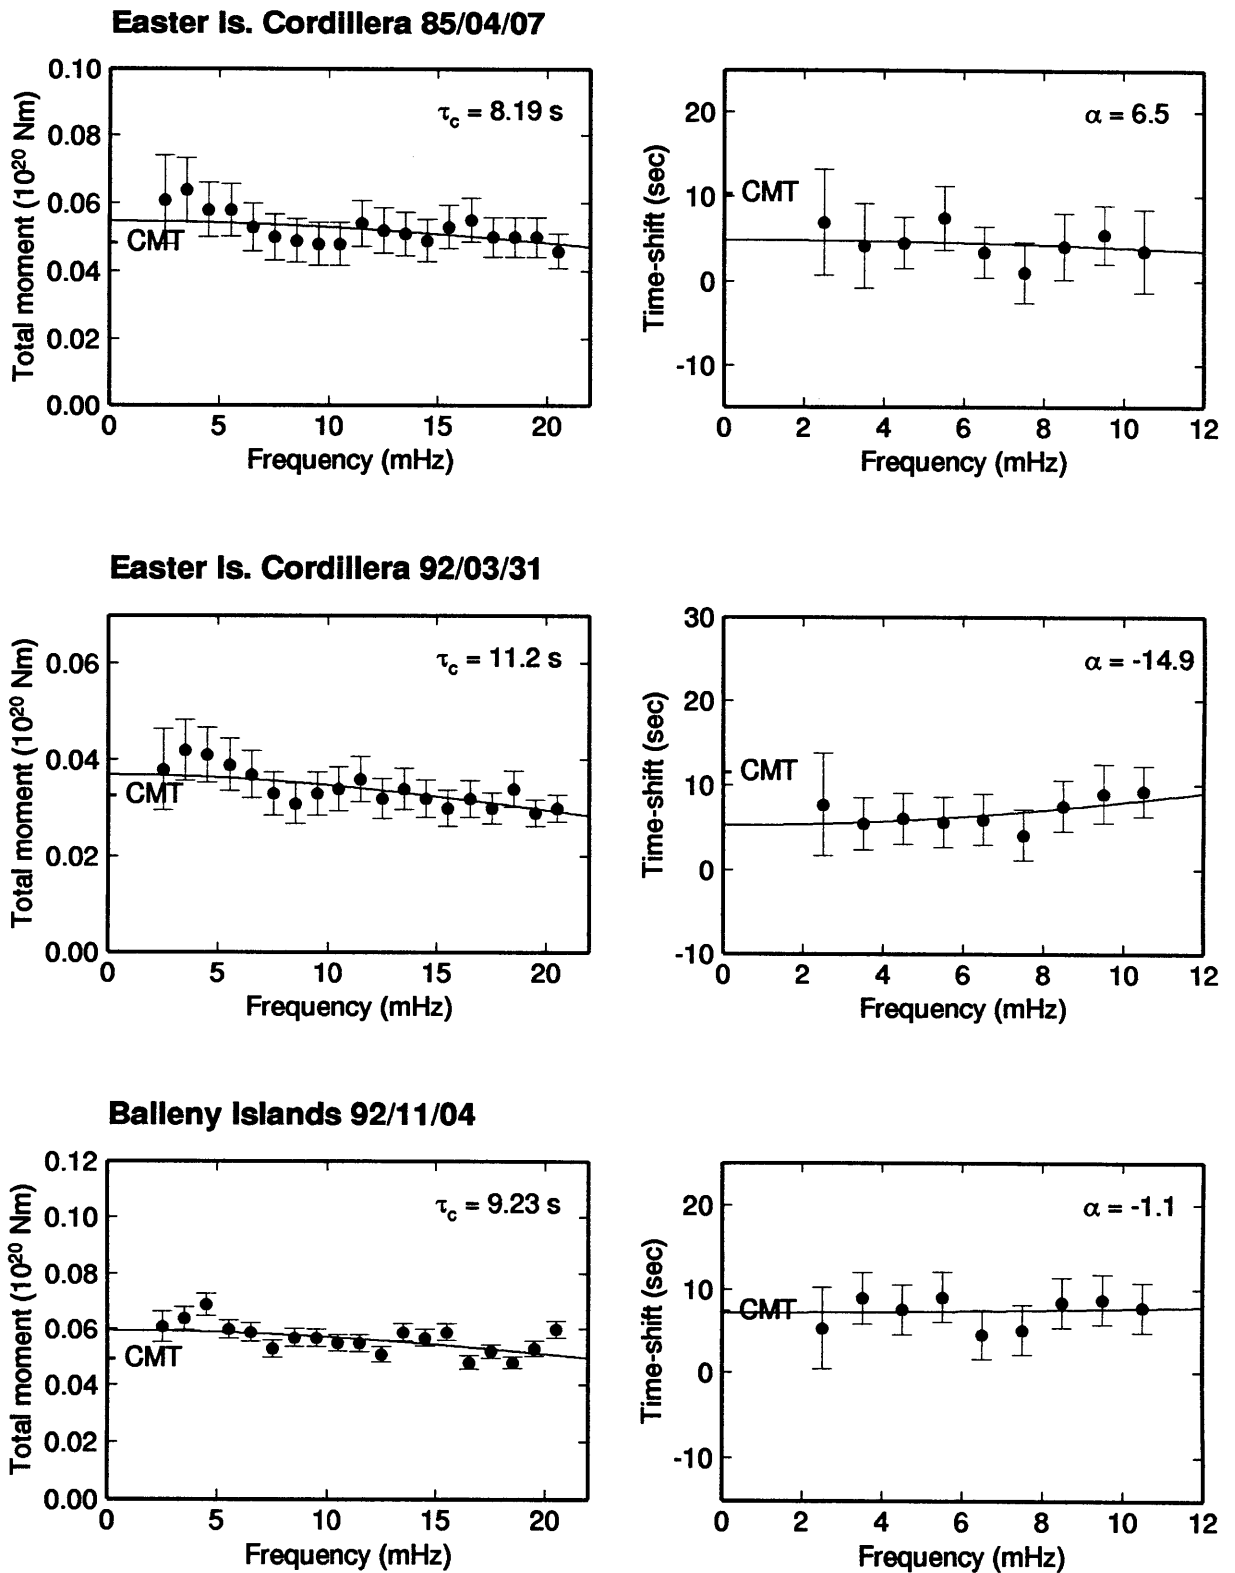 Easter Is. Cordillera 85/04/07
0.10
0.08
0.06
0.04
0.02
0.00
Total moment (10²⁰ Nm)
τc = 8.19 s
CMT
0 5 10 15 20
Frequency (mHz)
20
10
0
-10
Time-shift (sec)
α = 6.5
CMT
0 2 4 6 8 10 12
Frequency (mHz)
Easter Is. Cordillera 92/03/31
0.06
0.04
0.02
0.00
Total moment (10²⁰ Nm)
τc = 11.2 s
CMT
0 5 10 15 20
Frequency (mHz)
30
20
10
0
-10
Time-shift (sec)
α = -14.9
CMT
0 2 4 6 8 10 12
Frequency (mHz)
Balleny Islands 92/11/04
0.12
0.10
0.08
0.06
0.04
0.02
0.00
Total moment (10²⁰ Nm)
τc = 9.23 s
CMT
0 5 10 15 20
Frequency (mHz)
20
10
0
-10
Time-shift (sec)
α = -1.1
CMT
0 2 4 6 8 10 12
Frequency (mHz)